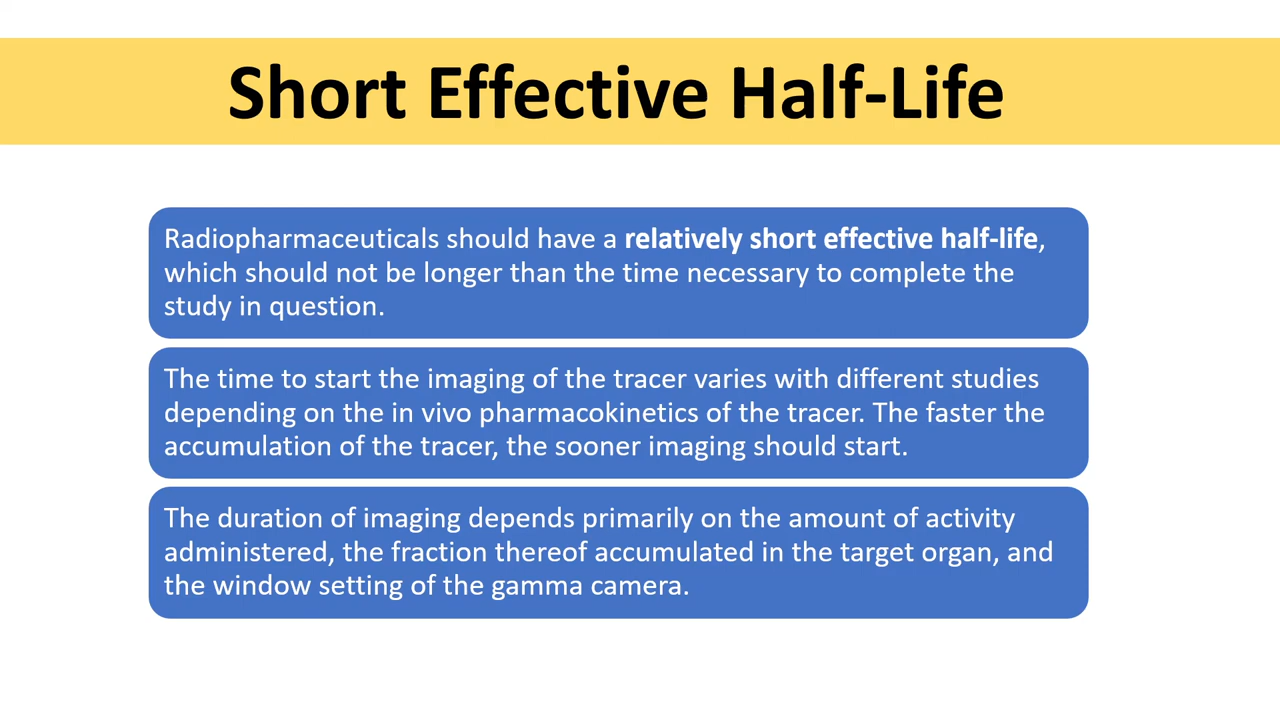 Short Effective Half-Life
Radiopharmaceuticals should have a relatively short effective half-life,
which should not be longer than the time necessary to complete the
study in question.
The time to start the imaging of the tracer varies with different studies
depending on the in vivo pharmacokinetics of the tracer. The faster the
accumulation of the tracer, the sooner imaging should start.
The duration of imaging depends primarily on the amount of activity
administered, the fraction thereof accumulated in the target organ, and
the window setting of the gamma camera.